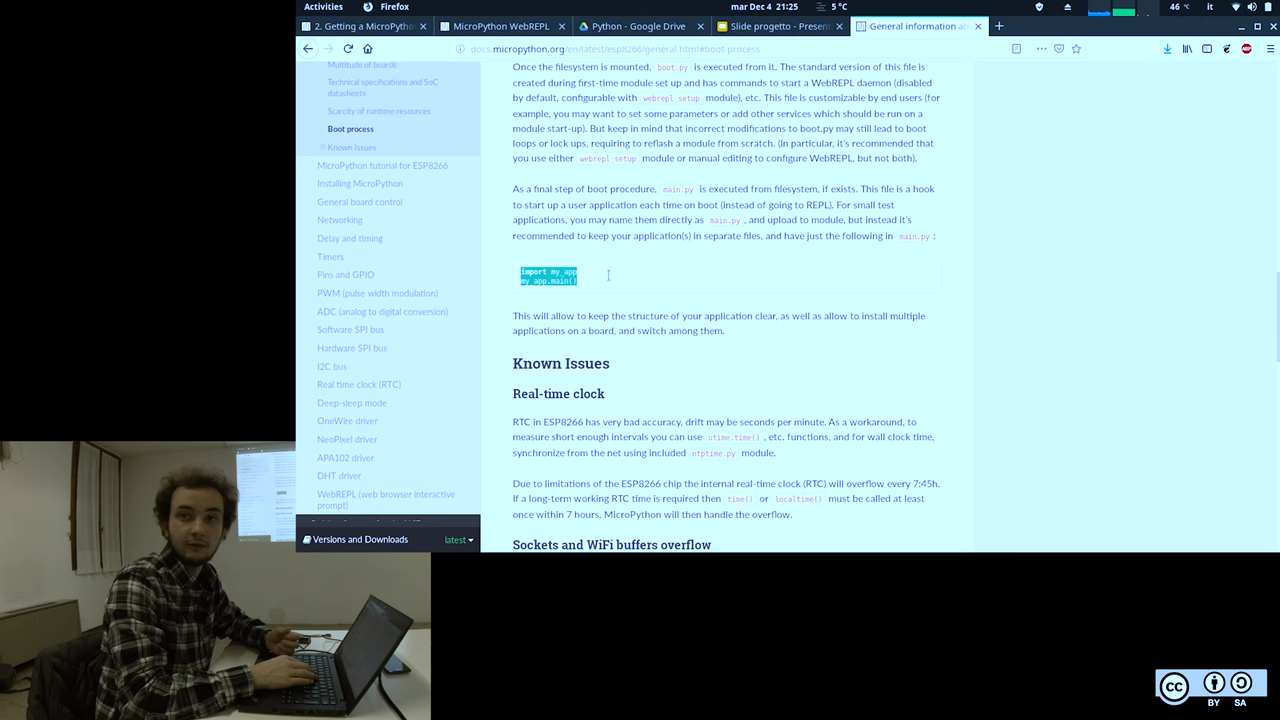 Activities
Firefox
mar Dec 4 21:25
5 °C
46 °C
it
2. Getting a MicroPython
MicroPython WebREPL
Python - Google Drive
Slide progetto - Present
General information ab
docs.micropython.org/en/latest/esp8266/general.html#boot-process
Multitude of boards
Technical specifications and SoC
datasheets
Scarcity of runtime resources
Boot process
Known Issues
MicroPython tutorial for ESP8266
Installing MicroPython
General board control
Networking
Delay and timing
Timers
Pins and GPIO
PWM (pulse width modulation)
ADC (analog to digital conversion)
Software SPI bus
Hardware SPI bus
I2C bus
Real time clock (RTC)
Deep-sleep mode
OneWire driver
NeoPixel driver
APA102 driver
DHT driver
WebREPL (web browser interactive
prompt)
Versions and Downloads
latest
Once the filesystem is mounted, boot.py is executed from it. The standard version of this file is
created during first-time module set up and has commands to start a WebREPL daemon (disabled
by default, configurable with webrepl_setup module), etc. This file is customizable by end users (for
example, you may want to set some parameters or add other services which should be run on a
module start-up). But keep in mind that incorrect modifications to boot.py may still lead to boot
loops or lock ups, requiring to reflash a module from scratch. (In particular, it's recommended that
you use either webrepl_setup module or manual editing to configure WebREPL, but not both).
As a final step of boot procedure, main.py is executed from filesystem, if exists. This file is a hook
to start up a user application each time on boot (instead of going to REPL). For small test
applications, you may name them directly as main.py, and upload to module, but instead it's
recommended to keep your application(s) in separate files, and have just the following in main.py:
import my_app
my_app.main()
This will allow to keep the structure of your application clear, as well as allow to install multiple
applications on a board, and switch among them.
Known Issues
Real-time clock
RTC in ESP8266 has very bad accuracy, drift may be seconds per minute. As a workaround, to
measure short enough intervals you can use utime.time(), etc. functions, and for wall clock time,
synchronize from the net using included ntptime.py module.
Due to limitations of the ESP8266 chip the internal real-time clock (RTC) will overflow every 7:45h.
If a long-term working RTC time is required then time() or localtime() must be called at least
once within 7 hours. MicroPython will then handle the overflow.
Sockets and WiFi buffers overflow
cc
BY SA